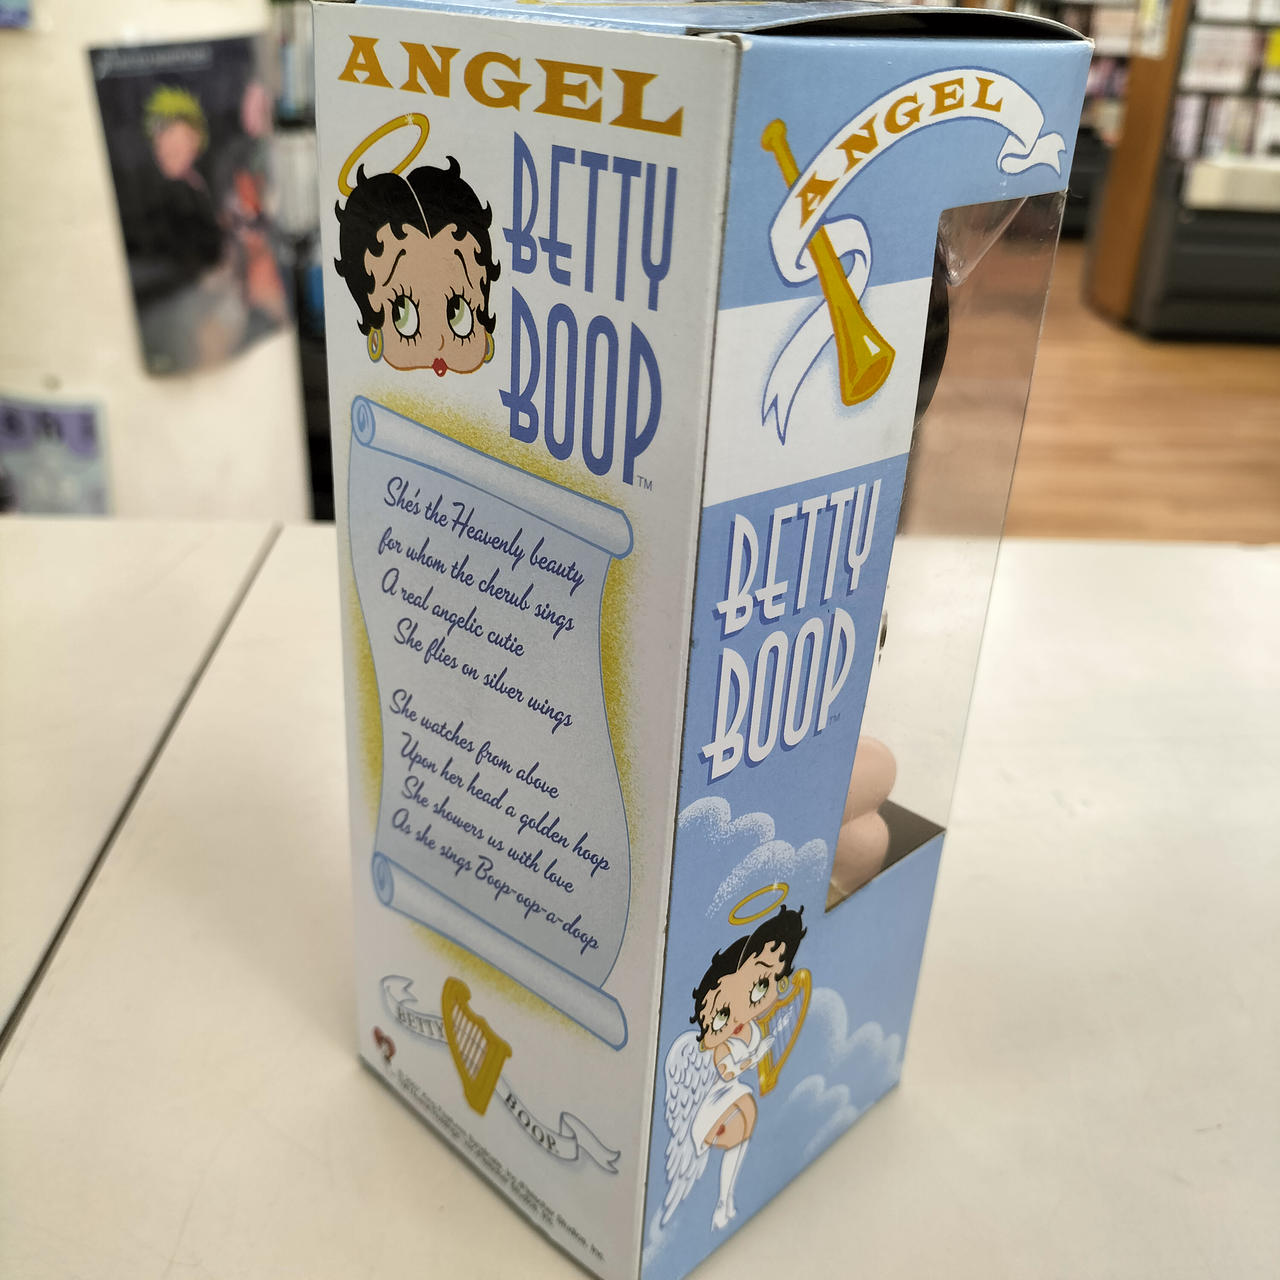 ANGEL
BETTY
BOOP
TM
She's the Heavenly beauty
for whom the cherub sings
A real angelic cutie
She flies on silver wings
She watches from above
Upon her head a golden hoop
She showers us with love
As she sings Boop-oop-a-doop
BETTY
BOOP
ANGEL
BETTY
BOOP
TM